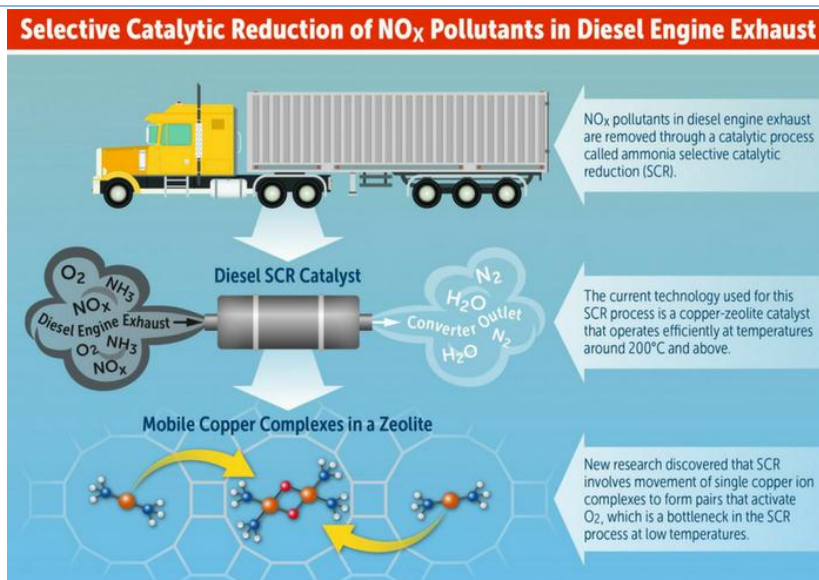 Selective Catalytic Reduction of NOX Pollutants in Diesel Engine Exhaust
NOx pollutants in diesel engine exhaust
are removed through a catalytic process
called ammonia selective catalytic
reduction (SCR).
Diesel SCR Catalyst
O2
NH3
NOx
Diesel Engine Exhaust
O2
NH3
NOx
N2
H2O
Converter Outlet
N2
H2O
The current technology used for this
SCR process is a copper-zeolite catalyst
that operates efficiently at temperatures
around 200°C and above.
Mobile Copper Complexes in a Zeolite
New research discovered that SCR
involves movement of single copper ion
complexes to form pairs that activate
O2, which is a bottleneck in the SCR
process at low temperatures.